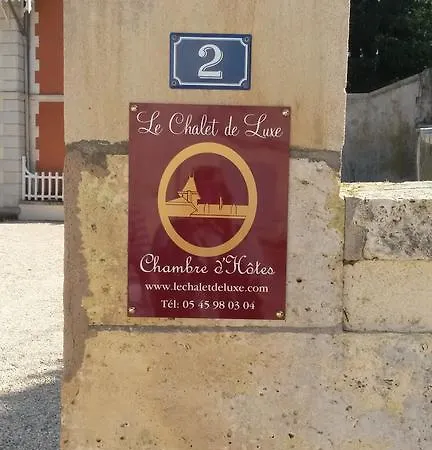 2
Le Chalet de Luxe
Chambre d'Hôtes
www.lechaletdeluxe.com
Tél: 05 45 98 03 04